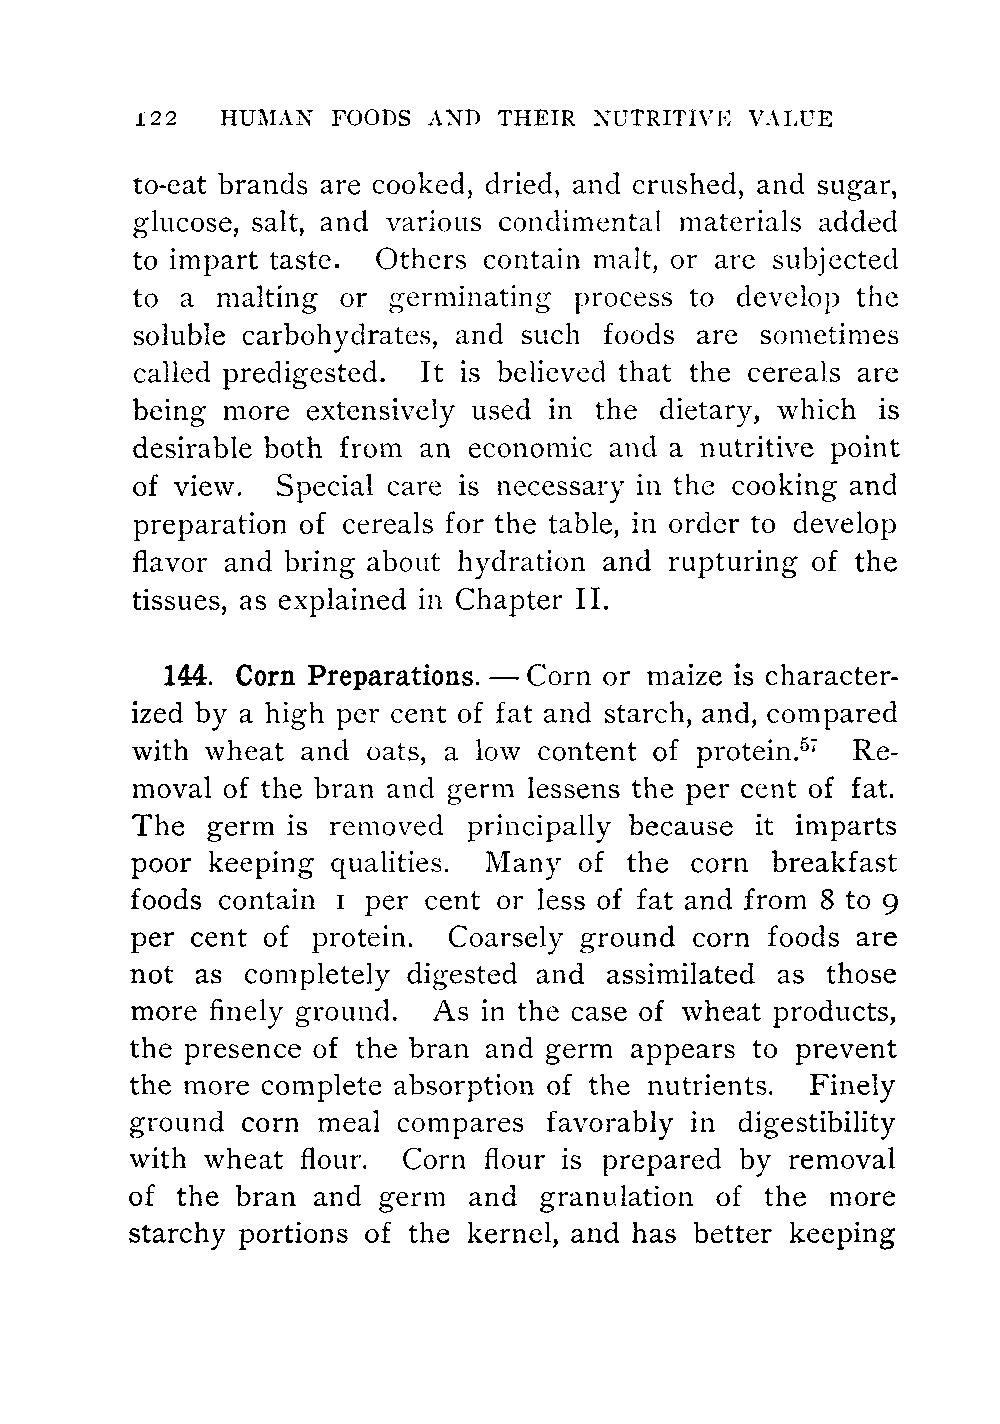 122 HUMAN FOODS AND THEIR NUTRITIVE VALUE
to-eat brands are cooked, dried, and crushed, and sugar,
glucose, salt, and various condimental materials added
to impart taste. Others contain malt, or are subjected
to a malting or germinating process to develop the
soluble carbohydrates, and such foods are sometimes
called predigested. It is believed that the cereals are
being more extensively used in the dietary, which is
desirable both from an economic and a nutritive point
of view. Special care is necessary in the cooking and
preparation of cereals for the table, in order to develop
flavor and bring about hydration and rupturing of the
tissues, as explained in Chapter II.
144. Corn Preparations. — Corn or maize is character-
ized by a high per cent of fat and starch, and, compared
with wheat and oats, a low content of protein.⁵⁷ Re-
moval of the bran and germ lessens the per cent of fat.
The germ is removed principally because it imparts
poor keeping qualities. Many of the corn breakfast
foods contain 1 per cent or less of fat and from 8 to 9
per cent of protein. Coarsely ground corn foods are
not as completely digested and assimilated as those
more finely ground. As in the case of wheat products,
the presence of the bran and germ appears to prevent
the more complete absorption of the nutrients. Finely
ground corn meal compares favorably in digestibility
with wheat flour. Corn flour is prepared by removal
of the bran and germ and granulation of the more
starchy portions of the kernel, and has better keeping